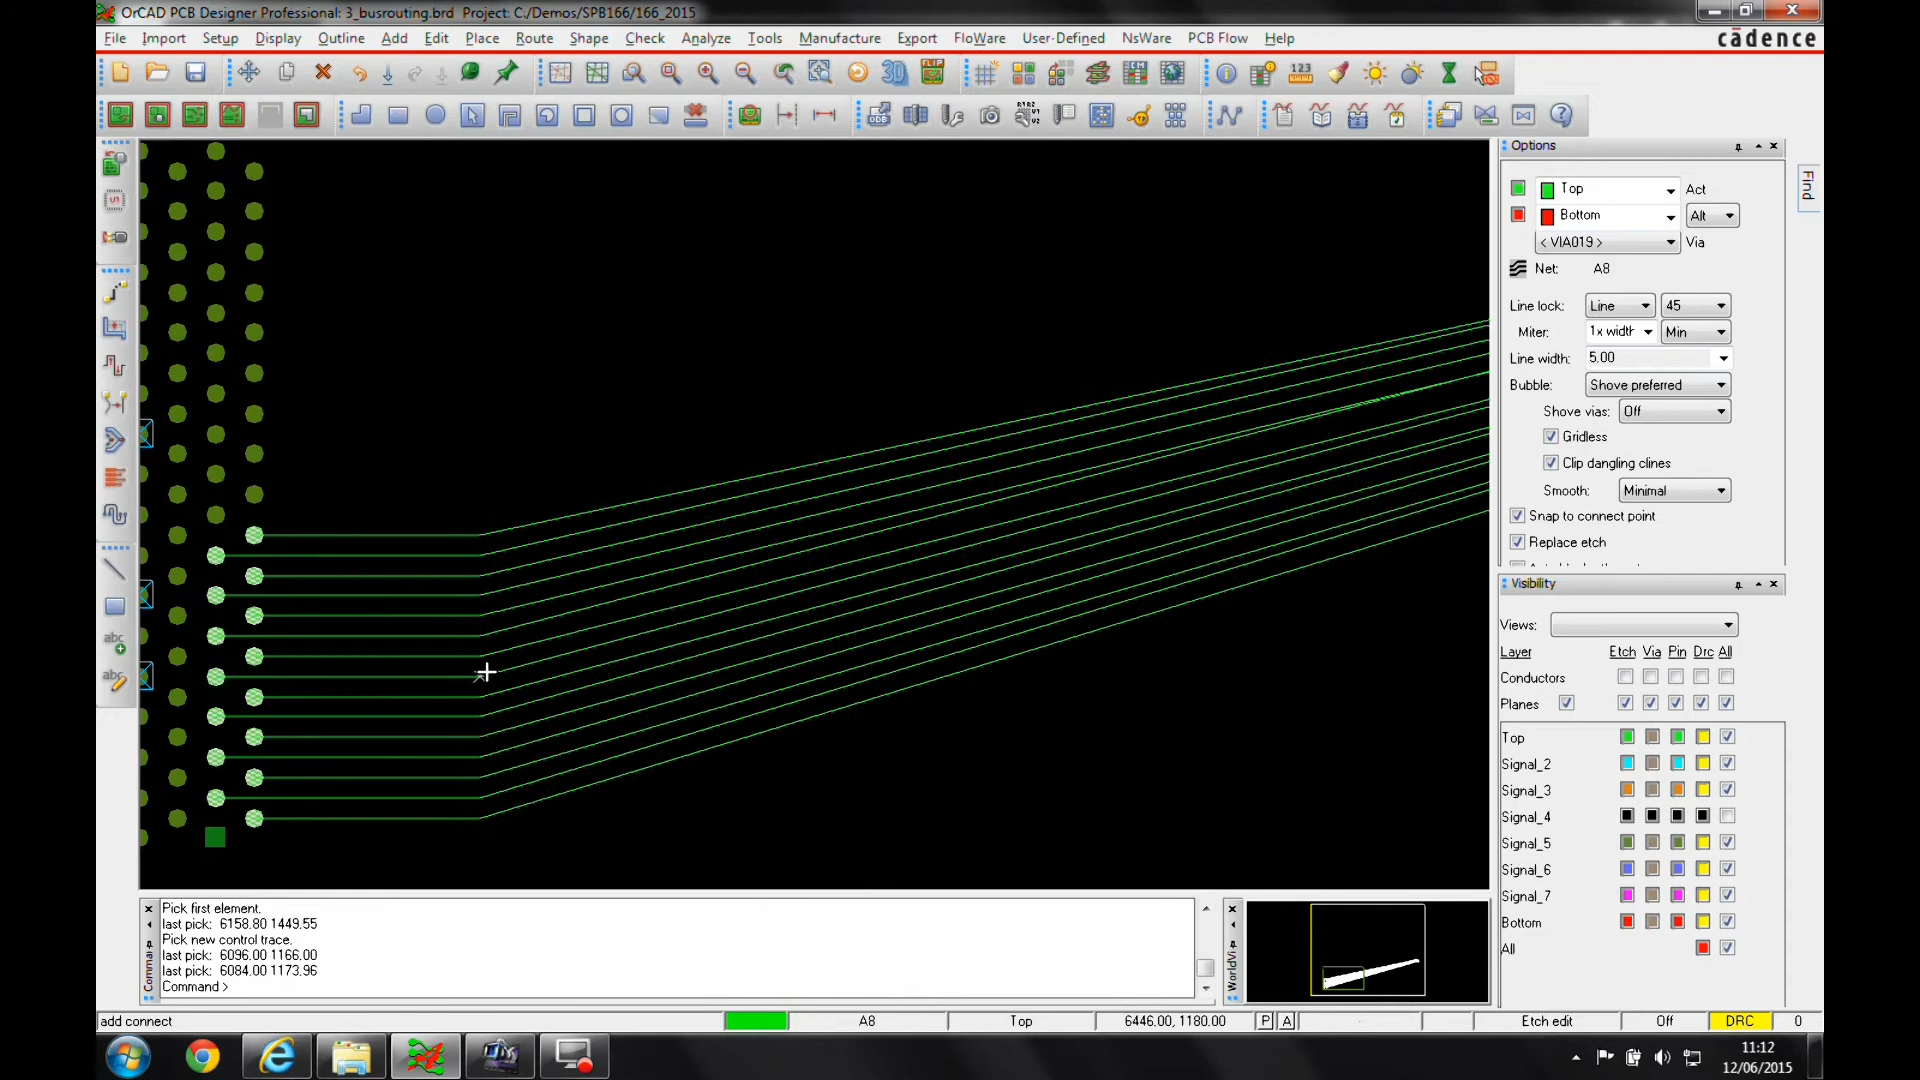 OrCAD PCB Designer Professional: 3_busrouting.brd  Project: C:/Demos/SPB166/166_2015
File Import Setup Display Outline Add Edit Place Route Shape Check Analyze Tools Manufacture Export FloWare User-Defined NsWare PCB Flow Help
cādence
Options
Find
Top Act
Bottom Alt
< VIA019 > Via
Net: A8
Line lock: Line 45
Miter: 1x width Min
Line width: 5.00
Bubble: Shove preferred
Shove vias: Off
Gridless
Clip dangling clines
Smooth: Minimal
Snap to connect point
Replace etch
Visibility
Views:
Layer Etch Via Pin Drc All
Conductors
Planes
Top
Signal_2
Signal_3
Signal_4
Signal_5
Signal_6
Signal_7
Bottom
All
Pick first element.
last pick:  6158.80 1449.55
Pick new control trace.
last pick:  6096.00 1166.00
last pick:  6084.00 1173.96
Command >
add connect A8 Top 6446.00, 1180.00 P A Etch edit Off DRC 0
11:12
12/06/2015